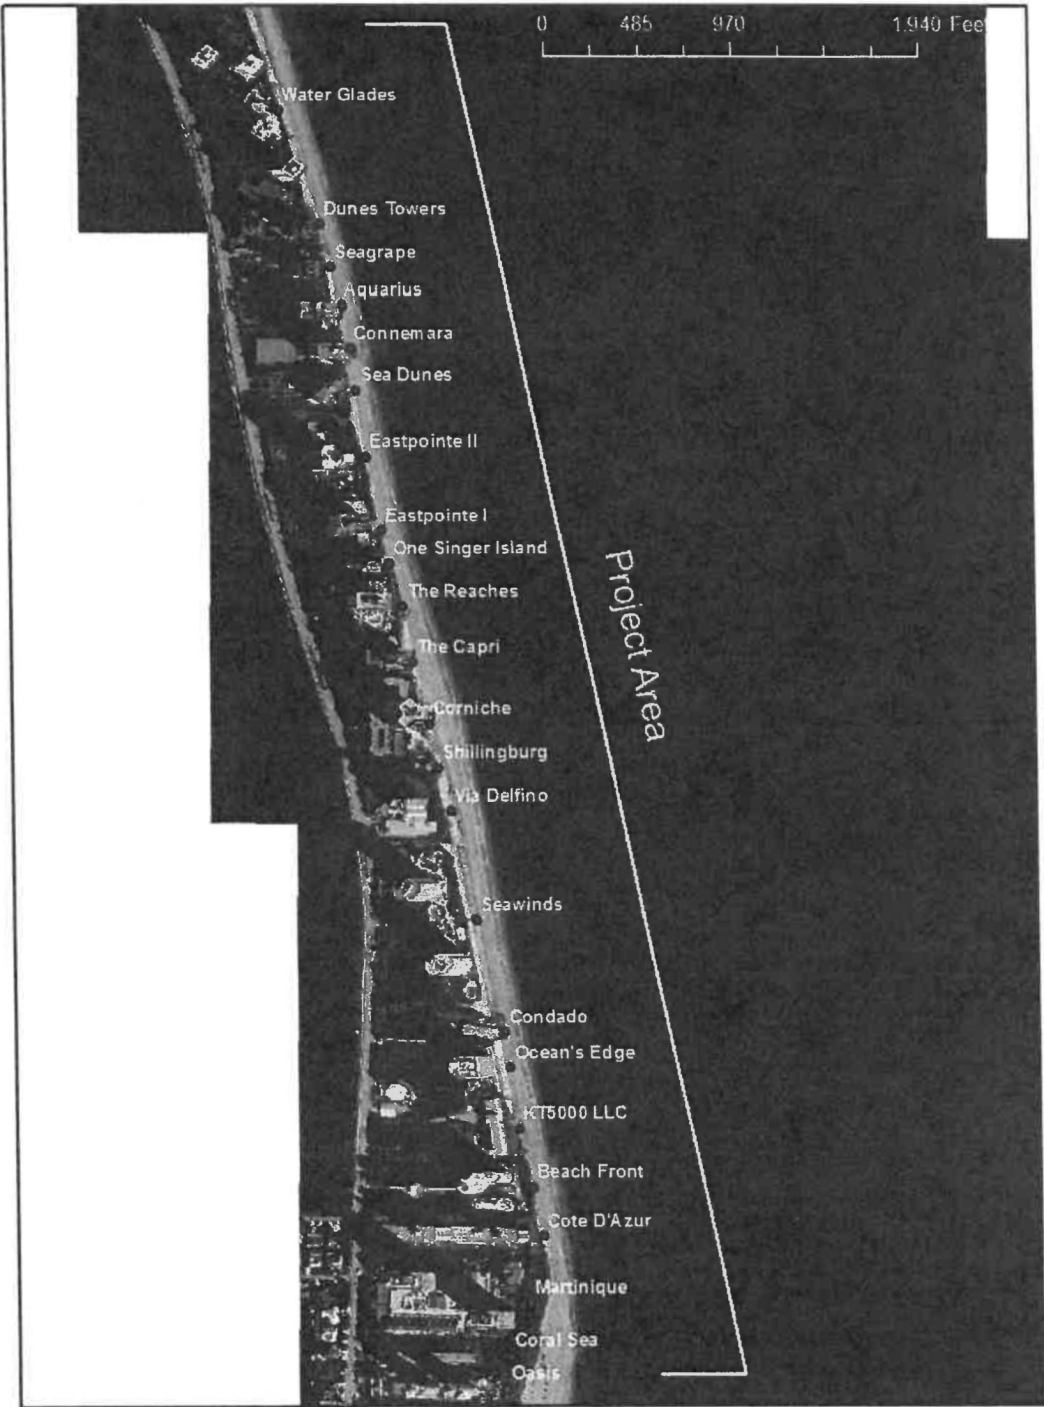 0 485 970 1,940 Fee
Water Glades
Dunes Towers
Seagrape
Aquarius
Connemara
Sea Dunes
Eastpointe II
Eastpointe I
One Singer Island
The Reaches
Project Area
The Capri
Corniche
Shillingburg
Via Delfino
Seawinds
Condado
Ocean's Edge
KT5000 LLC
Beach Front
Cote D'Azur
Martinique
Coral Sea
Oasis